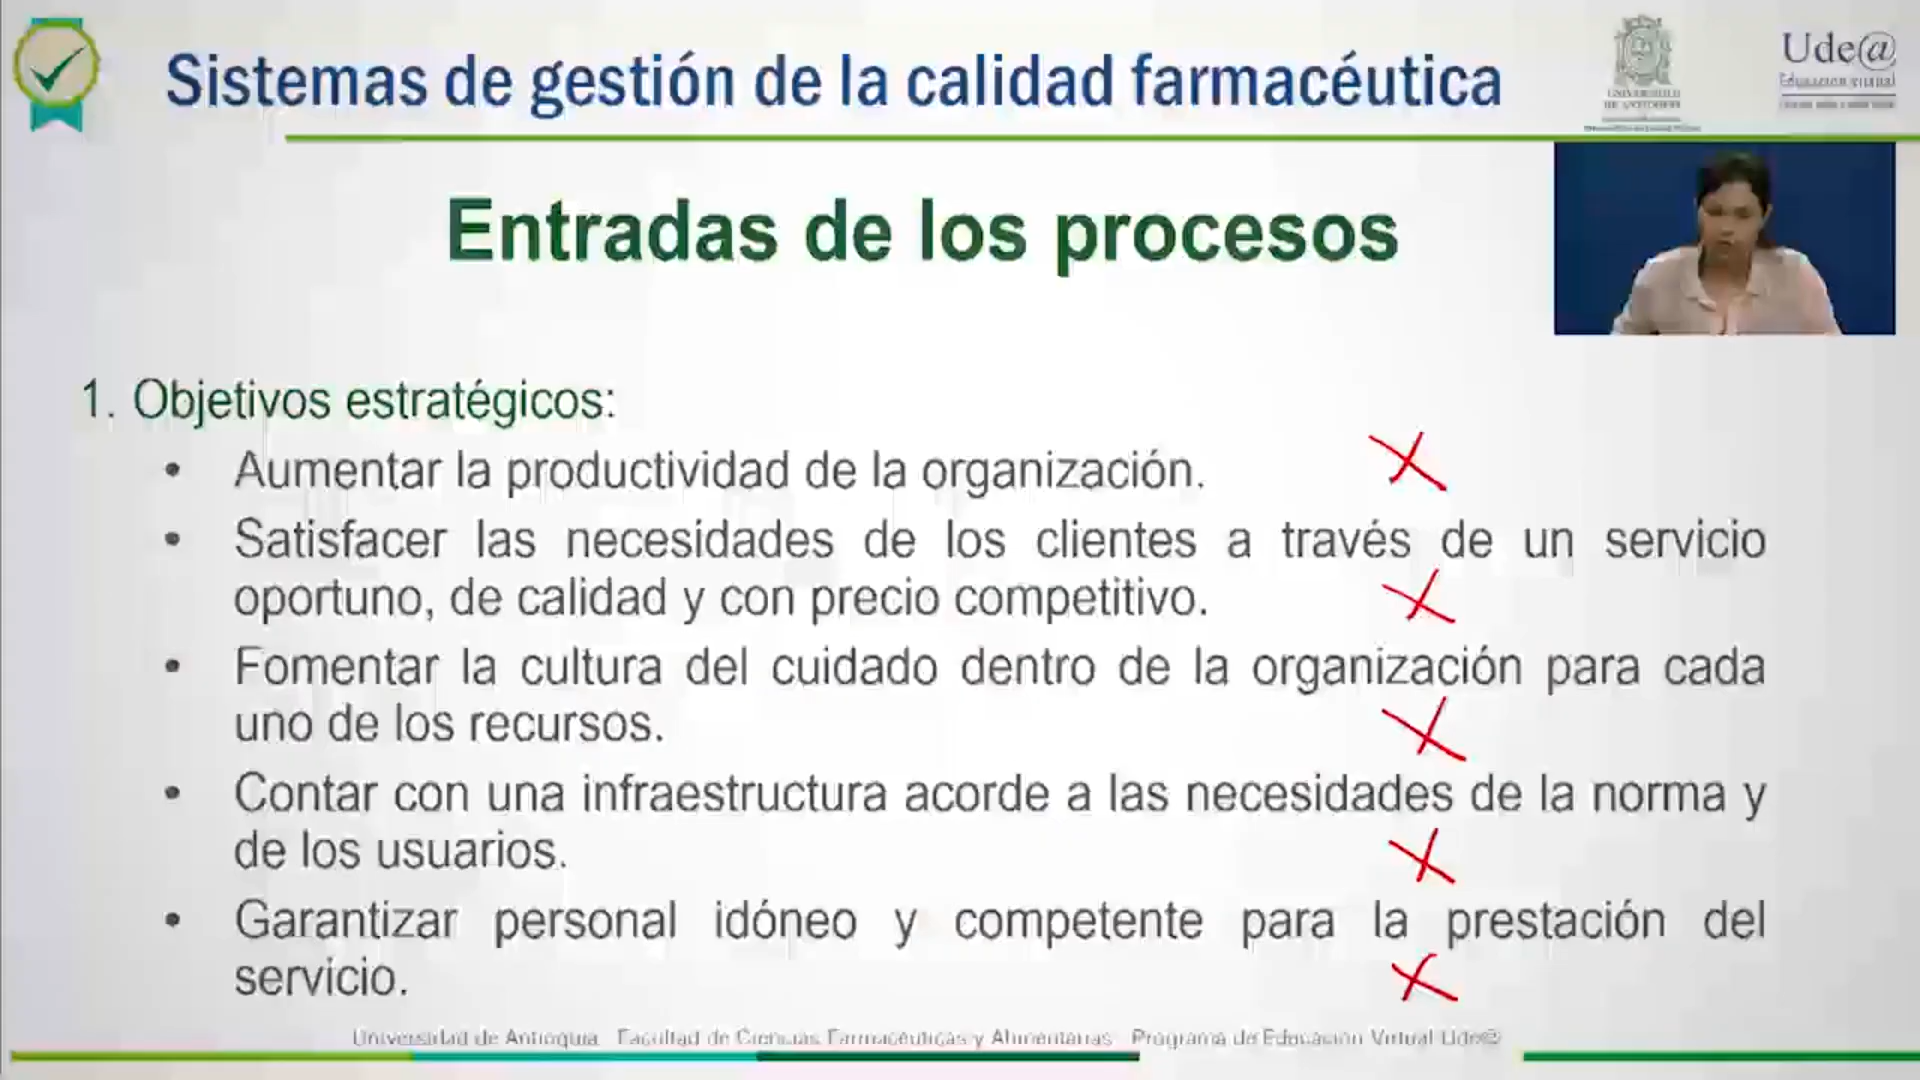 Sistemas de gestión de la calidad farmacéutica
UNIVERSIDAD
DE ANTIOQUIA
Ude@
Educación virtual
Entradas de los procesos
1. Objetivos estratégicos:
• Aumentar la productividad de la organización.
• Satisfacer las necesidades de los clientes a través de un servicio
oportuno, de calidad y con precio competitivo.
• Fomentar la cultura del cuidado dentro de la organización para cada
uno de los recursos.
• Contar con una infraestructura acorde a las necesidades de la norma y
de los usuarios.
• Garantizar personal idóneo y competente para la prestación del
servicio.
Universidad de Antioquia Facultad de Ciencias Farmacéuticas y Alimentarias Programa de Educación Virtual Ude@